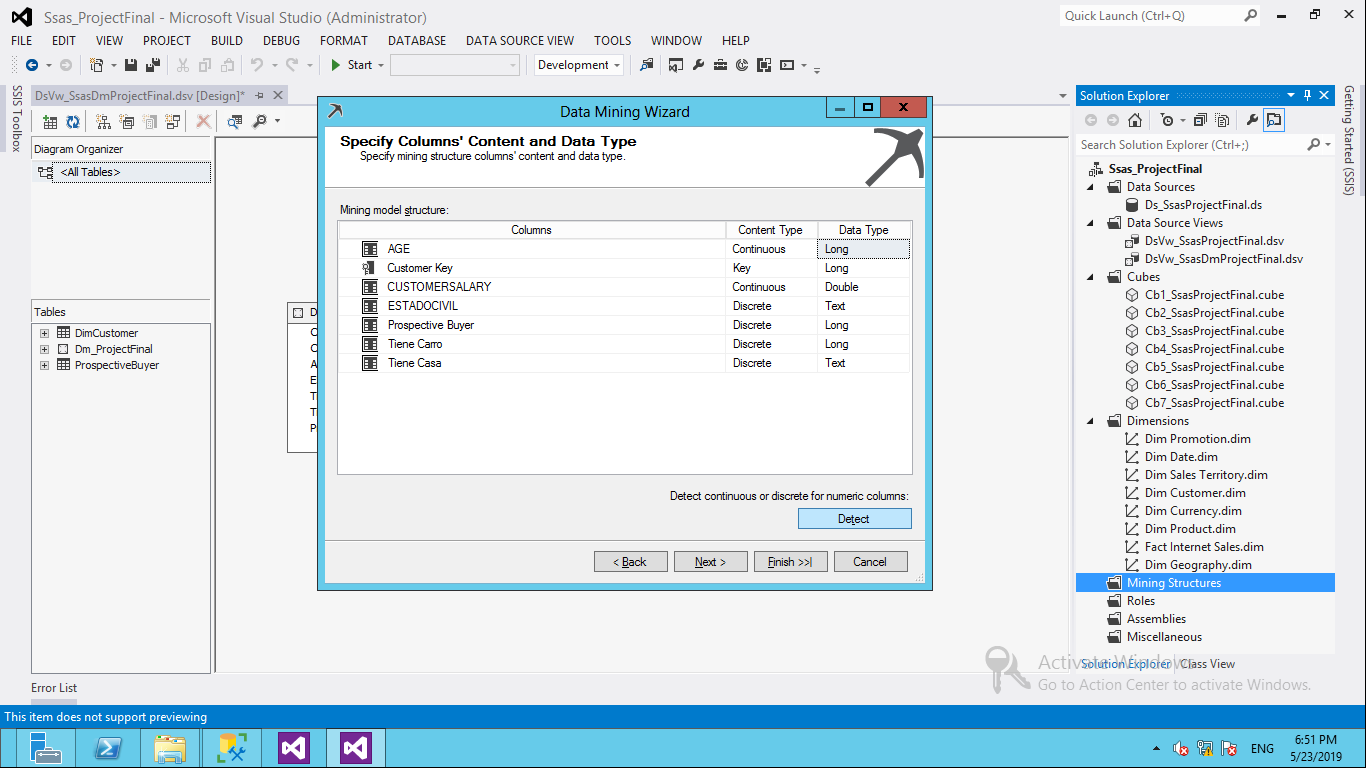 Ssas_ProjectFinal - Microsoft Visual Studio (Administrator)
Quick Launch (Ctrl+Q)
FILE EDIT VIEW PROJECT BUILD DEBUG FORMAT DATABASE DATA SOURCE VIEW TOOLS WINDOW HELP
Start Development
SSIS Toolbox
DsVw_SsasDmProjectFinal.dsv [Design]*
Diagram Organizer
<All Tables>
Tables
DimCustomer
Dm_ProjectFinal
ProspectiveBuyer
Data Mining Wizard
Specify Columns' Content and Data Type
Specify mining structure columns' content and data type.
Mining model structure:
Columns Content Type Data Type
AGE Continuous Long
Customer Key Key Long
CUSTOMERSALARY Continuous Double
ESTADOCIVIL Discrete Text
Prospective Buyer Discrete Long
Tiene Carro Discrete Long
Tiene Casa Discrete Text
Detect continuous or discrete for numeric columns:
Detect
< Back Next > Finish >>| Cancel
Solution Explorer
Search Solution Explorer (Ctrl+;)
Ssas_ProjectFinal
Data Sources
Ds_SsasProjectFinal.ds
Data Source Views
DsVw_SsasProjectFinal.dsv
DsVw_SsasDmProjectFinal.dsv
Cubes
Cb1_SsasProjectFinal.cube
Cb2_SsasProjectFinal.cube
Cb3_SsasProjectFinal.cube
Cb4_SsasProjectFinal.cube
Cb5_SsasProjectFinal.cube
Cb6_SsasProjectFinal.cube
Cb7_SsasProjectFinal.cube
Dimensions
Dim Promotion.dim
Dim Date.dim
Dim Sales Territory.dim
Dim Customer.dim
Dim Currency.dim
Dim Product.dim
Fact Internet Sales.dim
Dim Geography.dim
Mining Structures
Roles
Assemblies
Miscellaneous
Solution Explorer Class View
Getting Started (SSIS)
Activate Windows
Go to Action Center to activate Windows.
Error List
This item does not support previewing
ENG
6:51 PM
5/23/2019